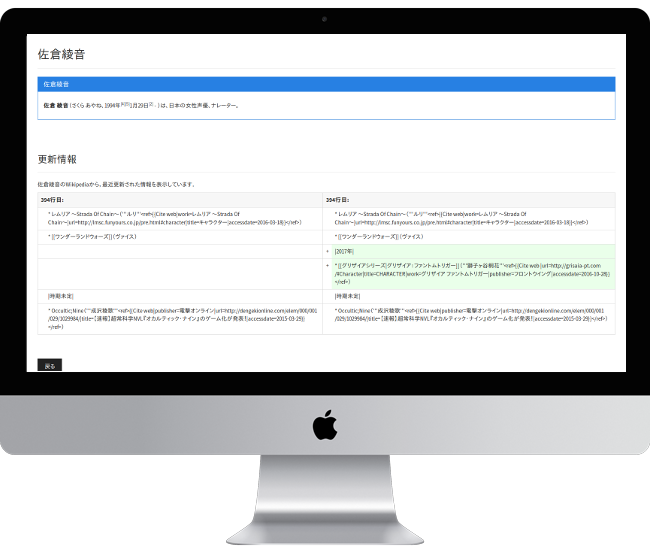 佐倉綾音
佐倉綾音
佐倉 綾音（さくら あやね、1994年[6][5]1月29日[2] - ）は、日本の女性声優、ナレーター。
更新情報
佐倉綾音のWikipediaから、最近更新された情報を表示しています。
394行目:
394行目:
* レムリア ～Strada Of Chain～（'''ルリ'''<ref>{{Cite web|work=レムリア ～Strada Of
Chain～|url=http://msc.funyours.co.jp/pre.html#character|title=キャラクター|accessdate=2016-03-18}}</ref>）
* レムリア ～Strada Of Chain～（'''ルリ'''<ref>{{Cite web|work=レムリア ～Strada Of
Chain～|url=http://msc.funyours.co.jp/pre.html#character|title=キャラクター|accessdate=2016-03-18}}</ref>）
* [[ワンダーランドウォーズ]]（ヴァイス）
* [[ワンダーランドウォーズ]]（ヴァイス）
+ |2017年|
+ * [[グリザイアシリーズ|グリザイア：ファントムトリガー]]（'''獅子ヶ谷桐花'''<ref>{{Cite web|url=http://grisaia-pt.com
/#Character|title=CHARACTER|work=グリザイア ファントムトリガー|publisher=フロントウイング|accessdate=2016-10-28}}
</ref>）
|時期未定|
|時期未定|
* Occultic;Nine（'''成沢稜歌'''<ref>{{Cite web|publisher=電撃オンライン|url=http://dengekionline.com/elem/000/001
/029/1029984/|title=【速報】超常科学NVL『オカルティック・ナイン』のゲーム化が発表!|accessdate=2015-03-29}}
</ref>）
* Occultic;Nine（'''成沢稜歌'''<ref>{{Cite web|publisher=電撃オンライン|url=http://dengekionline.com/elem/000/001
/029/1029984/|title=【速報】超常科学NVL『オカルティック・ナイン』のゲーム化が発表!|accessdate=2015-03-29}}</ref>）
戻る